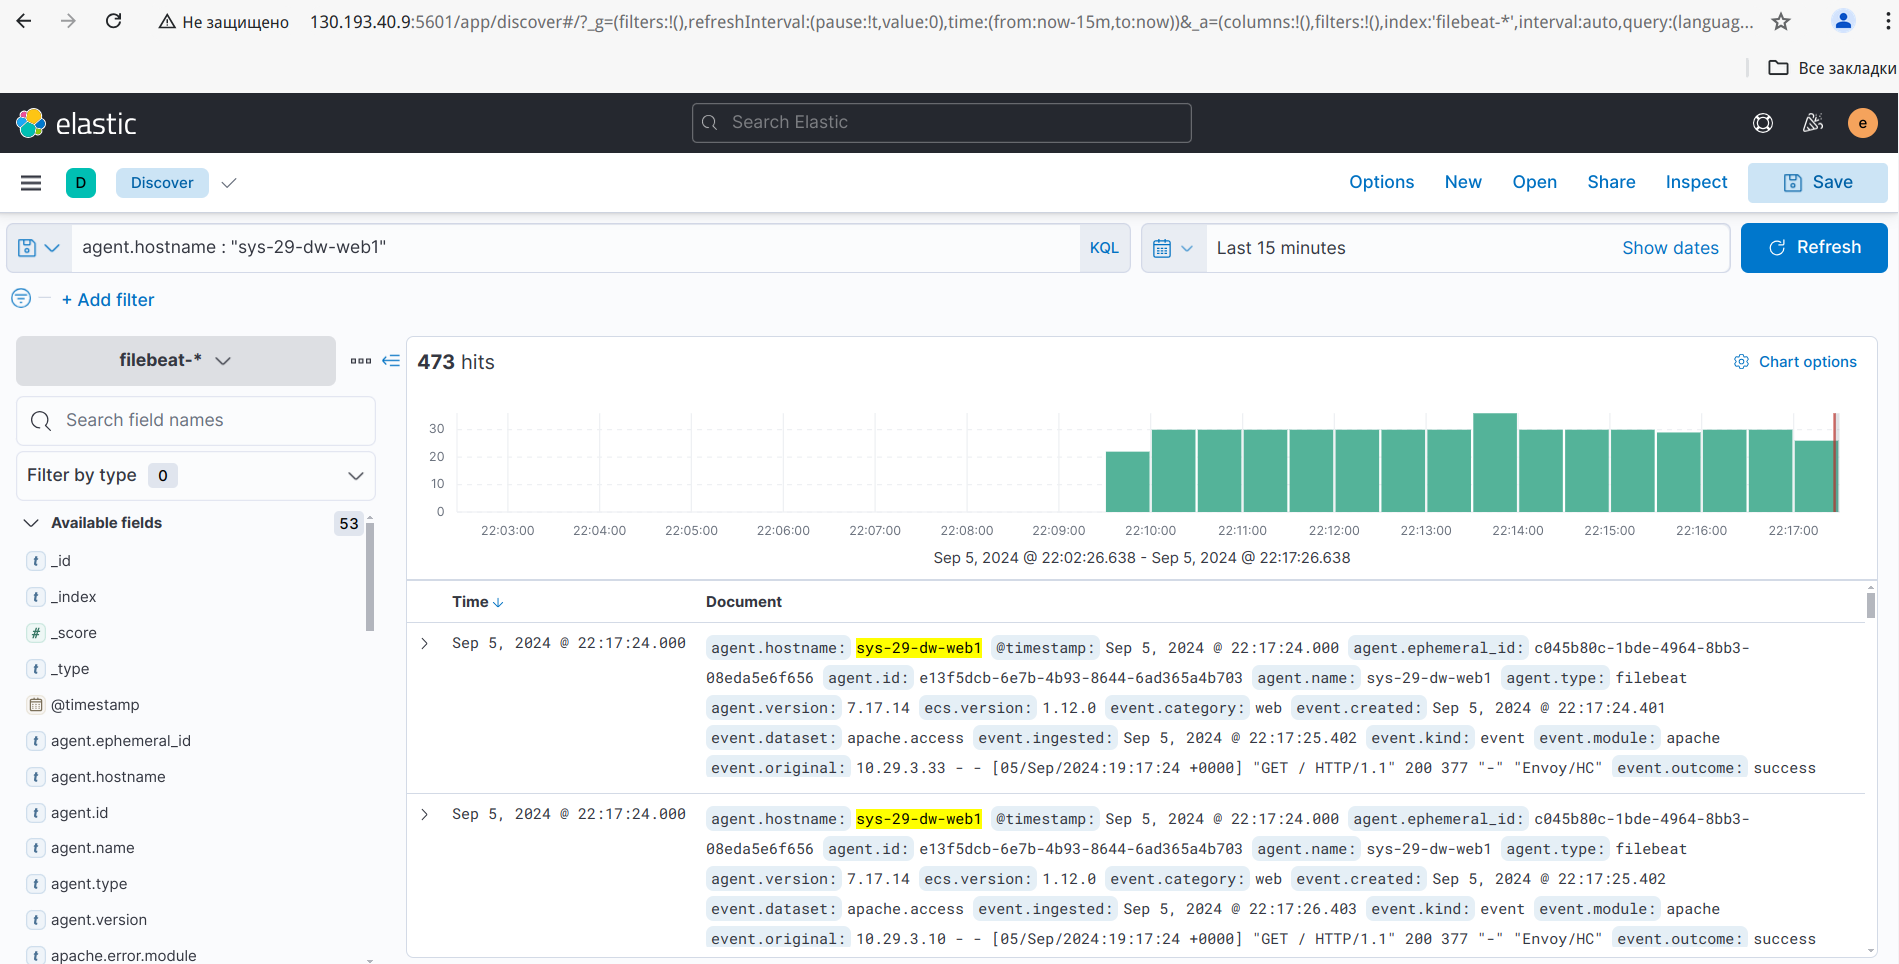 Не защищено 130.193.40.9:5601/app/discover#/?_g=(filters:!(),refreshInterval:(pause:!t,value:0),time:(from:now-15m,to:now))&_a=(columns:!(),filters:!(),index:'filebeat-*',interval:auto,query:(languag...
Все закладки
elastic Search Elastic e
D Discover Options New Open Share Inspect Save
agent.hostname : "sys-29-dw-web1" KQL Last 15 minutes Show dates Refresh
+ Add filter
filebeat-*
Search field names
Filter by type 0
Available fields 53
t _id
t _index
# _score
t _type
@timestamp
t agent.ephemeral_id
t agent.hostname
t agent.id
t agent.name
t agent.type
t agent.version
t apache.error.module
473 hits Chart options
30
20
10
0
22:03:00 22:04:00 22:05:00 22:06:00 22:07:00 22:08:00 22:09:00 22:10:00 22:11:00 22:12:00 22:13:00 22:14:00 22:15:00 22:16:00 22:17:00
Sep 5, 2024 @ 22:02:26.638 - Sep 5, 2024 @ 22:17:26.638
Time Document
Sep 5, 2024 @ 22:17:24.000 agent.hostname: sys-29-dw-web1 @timestamp: Sep 5, 2024 @ 22:17:24.000 agent.ephemeral_id: c045b80c-1bde-4964-8bb3-
08eda5e6f656 agent.id: e13f5dcb-6e7b-4b93-8644-6ad365a4b703 agent.name: sys-29-dw-web1 agent.type: filebeat
agent.version: 7.17.14 ecs.version: 1.12.0 event.category: web event.created: Sep 5, 2024 @ 22:17:24.401
event.dataset: apache.access event.ingested: Sep 5, 2024 @ 22:17:25.402 event.kind: event event.module: apache
event.original: 10.29.3.33 - - [05/Sep/2024:19:17:24 +0000] "GET / HTTP/1.1" 200 377 "-" "Envoy/HC" event.outcome: success
Sep 5, 2024 @ 22:17:24.000 agent.hostname: sys-29-dw-web1 @timestamp: Sep 5, 2024 @ 22:17:24.000 agent.ephemeral_id: c045b80c-1bde-4964-8bb3-
08eda5e6f656 agent.id: e13f5dcb-6e7b-4b93-8644-6ad365a4b703 agent.name: sys-29-dw-web1 agent.type: filebeat
agent.version: 7.17.14 ecs.version: 1.12.0 event.category: web event.created: Sep 5, 2024 @ 22:17:25.402
event.dataset: apache.access event.ingested: Sep 5, 2024 @ 22:17:26.403 event.kind: event event.module: apache
event.original: 10.29.3.10 - - [05/Sep/2024:19:17:24 +0000] "GET / HTTP/1.1" 200 377 "-" "Envoy/HC" event.outcome: success